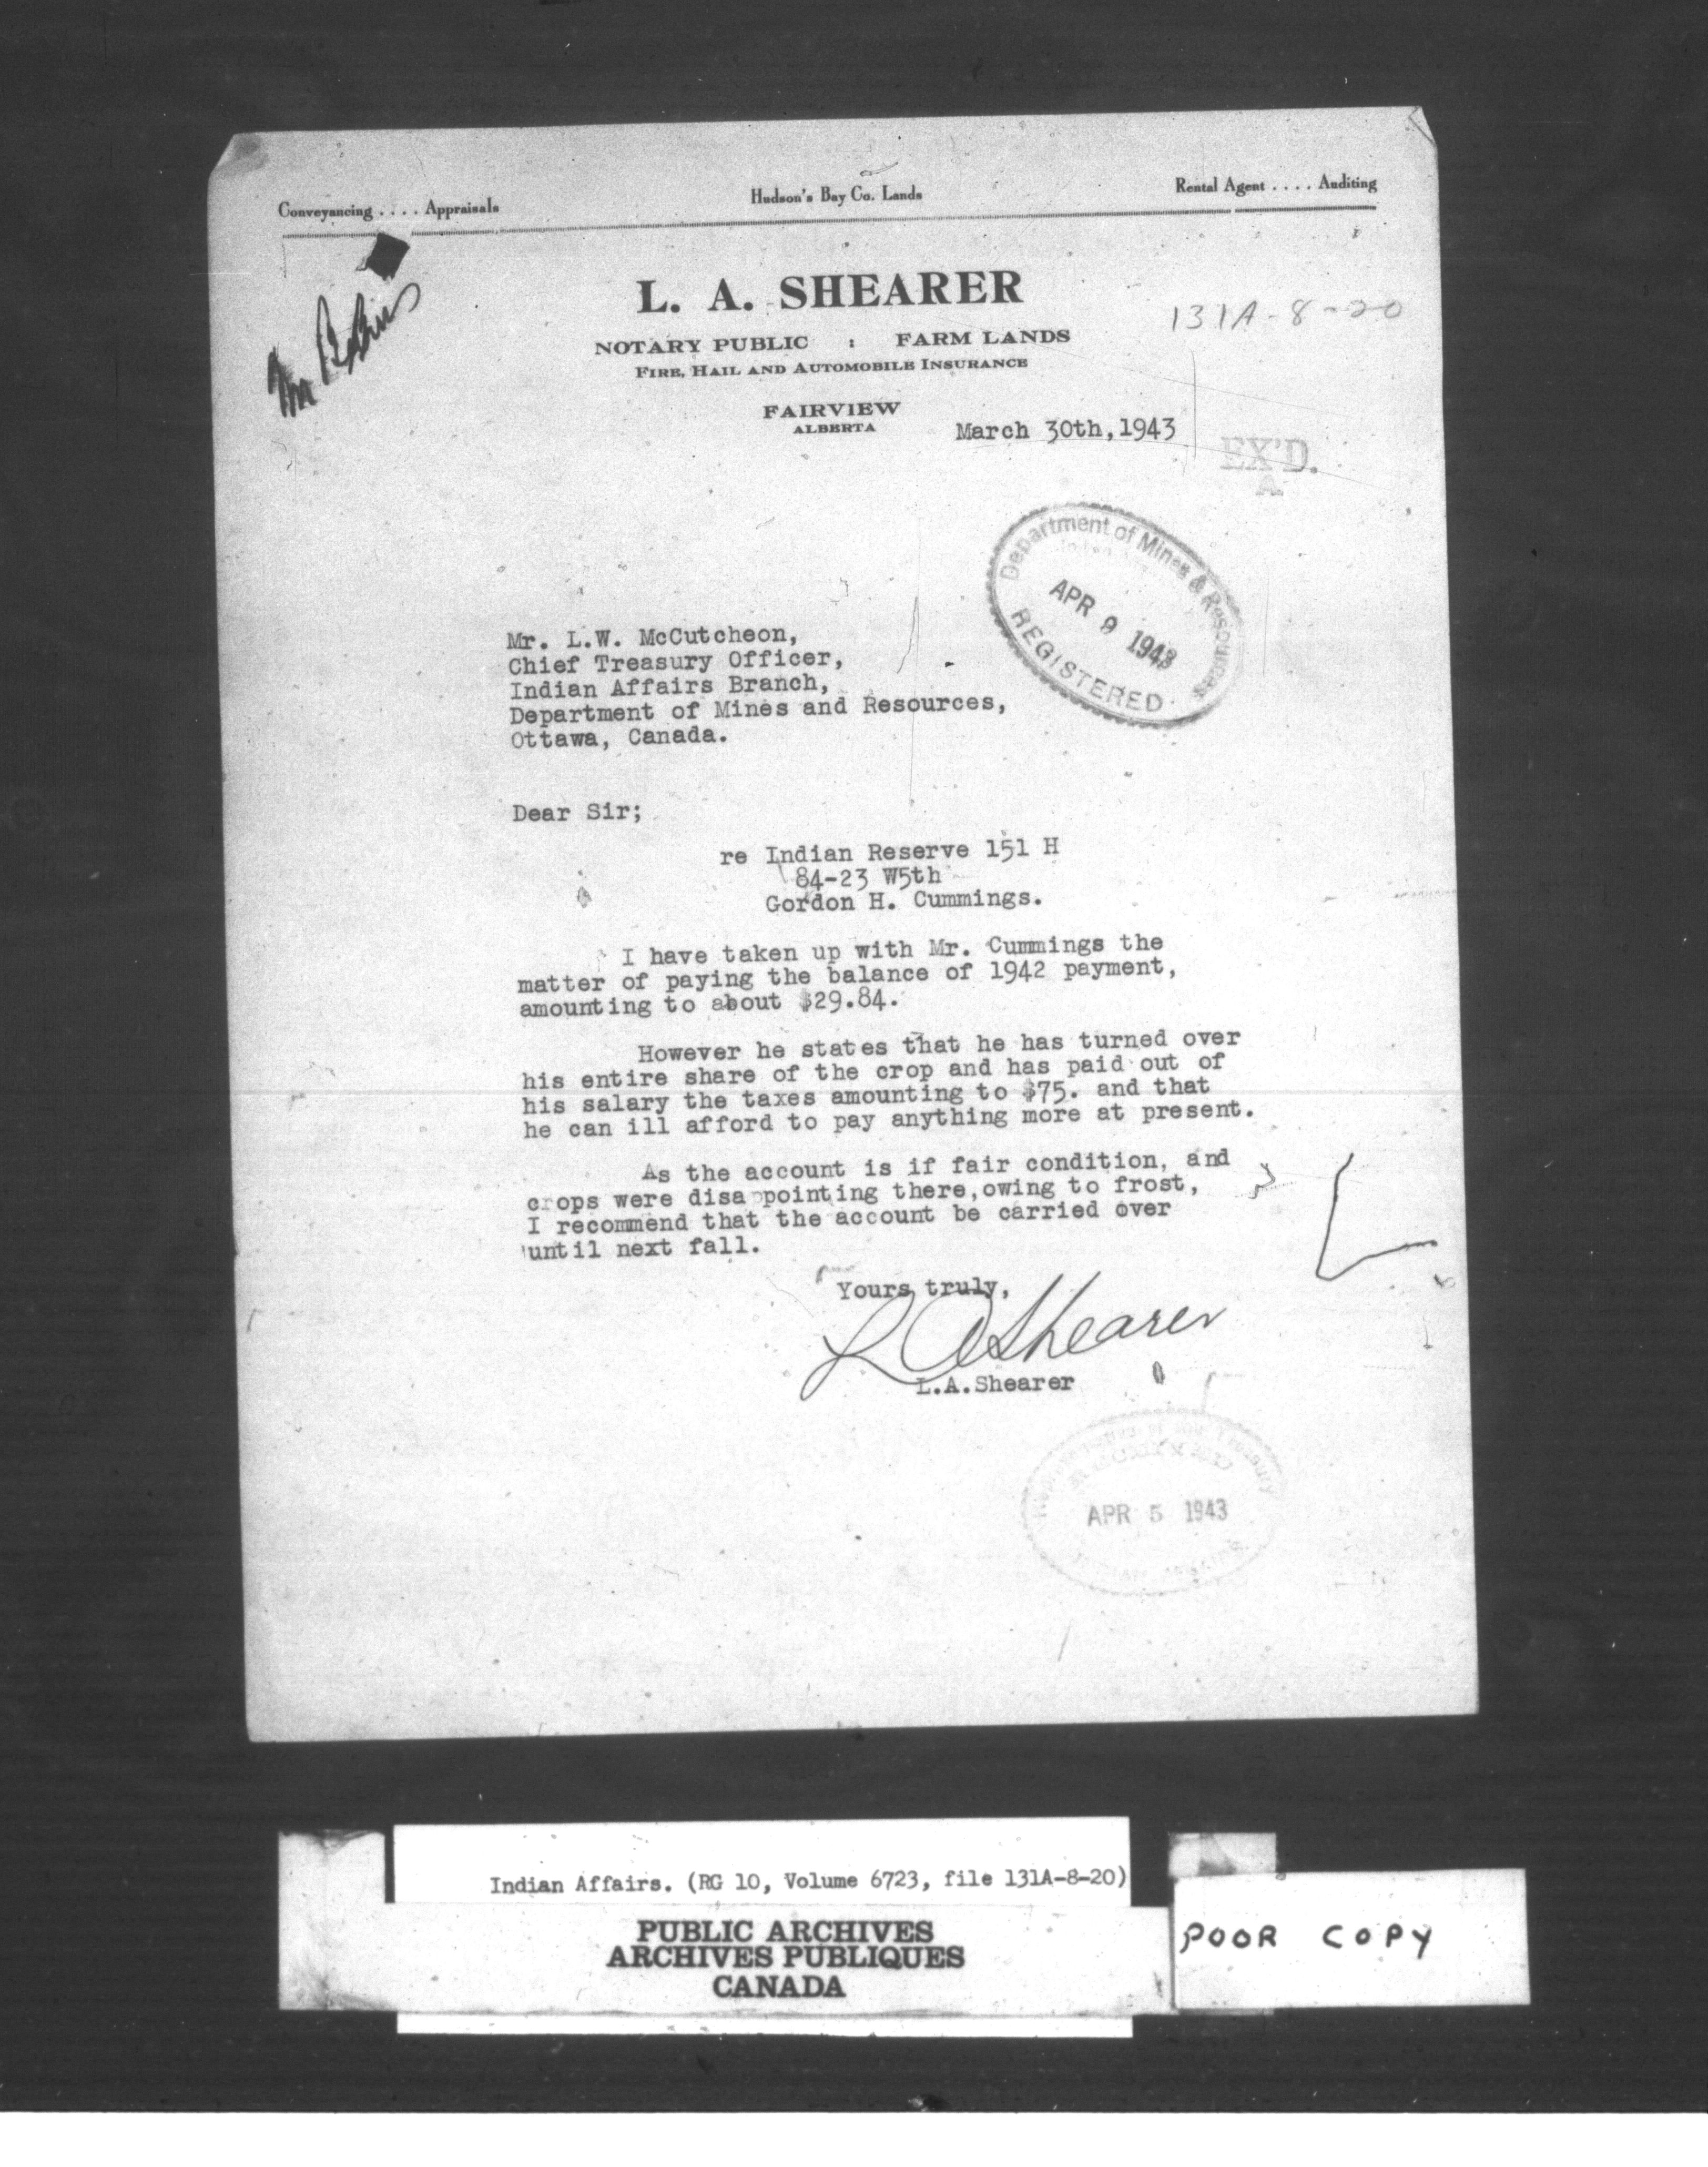 Conveyancing .... Appraisals
Hudson's Bay Co. Lands
Rental Agent .... Auditing
L. A. SHEARER
131A-8-20
NOTARY PUBLIC : FARM LANDS
FIRE, HAIL AND AUTOMOBILE INSURANCE
FAIRVIEW
ALBERTA
March 30th, 1943
EX'D.
A
Department of Mines & Resources
APR 9 1943
REGISTERED
Mr. L.W. McCutcheon,
Chief Treasury Officer,
Indian Affairs Branch,
Department of Mines and Resources,
Ottawa, Canada.
Dear Sir;
re Indian Reserve 151 H
84-23 W5th
Gordon H. Cummings.
I have taken up with Mr. Cummings the
matter of paying the balance of 1942 payment,
amounting to about $29.84.
However he states that he has turned over
his entire share of the crop and has paid out of
his salary the taxes amounting to $75. and that
he can ill afford to pay anything more at present.
As the account is if fair condition, and
crops were disappointing there,owing to frost,
I recommend that the account be carried over
until next fall.
Yours truly,
L A Shearer
L.A.Shearer
APR 5 1943
Indian Affairs. (RG 10, Volume 6723, file 131A-8-20)
PUBLIC ARCHIVES
ARCHIVES PUBLIQUES
CANADA
POOR COPY